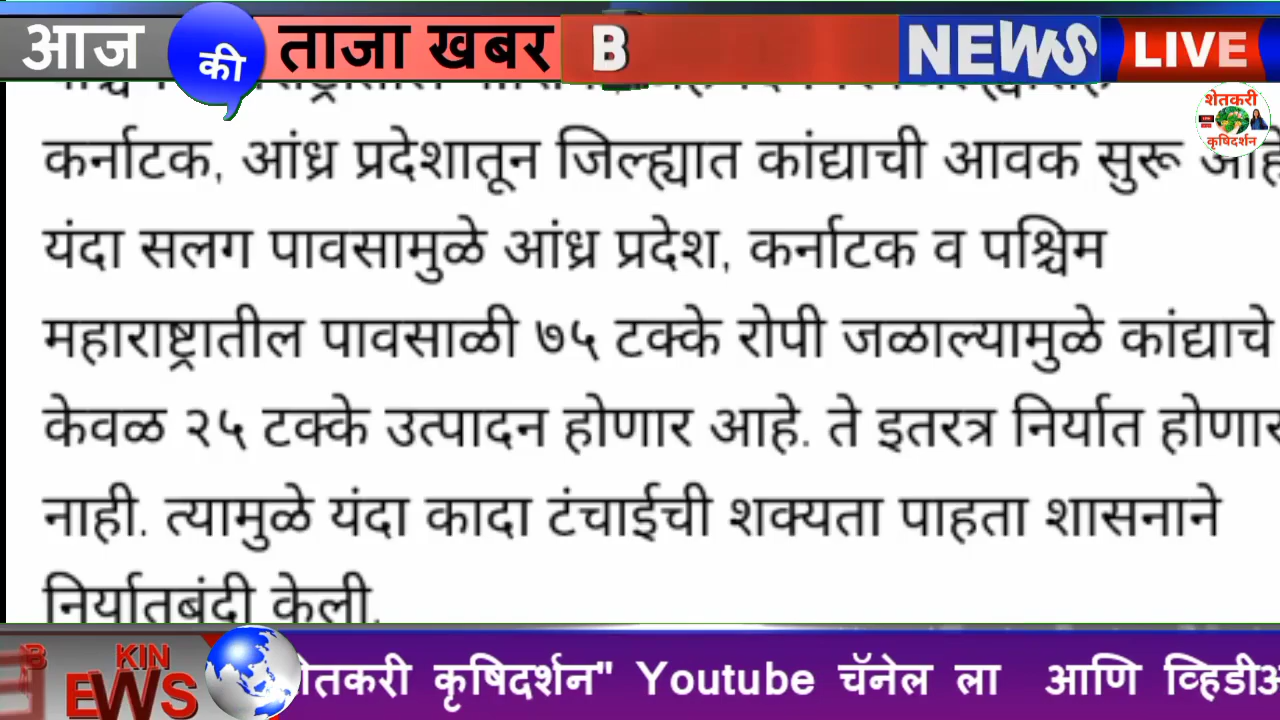 आज की ताजा खबर B NEWS LIVE
शेतकरी
कृषिदर्शन
कर्नाटक, आंध्र प्रदेशातून जिल्ह्यात कांद्याची आवक सुरू आहे
यंदा सलग पावसामुळे आंध्र प्रदेश, कर्नाटक व पश्चिम
महाराष्ट्रातील पावसाळी ७५ टक्के रोपी जळाल्यामुळे कांद्याचे
केवळ २५ टक्के उत्पादन होणार आहे. ते इतरत्र निर्यात होणार
नाही. त्यामुळे यंदा कादा टंचाईची शक्यता पाहता शासनाने
निर्यातबंदी केली.
B KIN
EWS
तकरी कृषिदर्शन" Youtube चॅनेल ला आणि व्हिडीओ